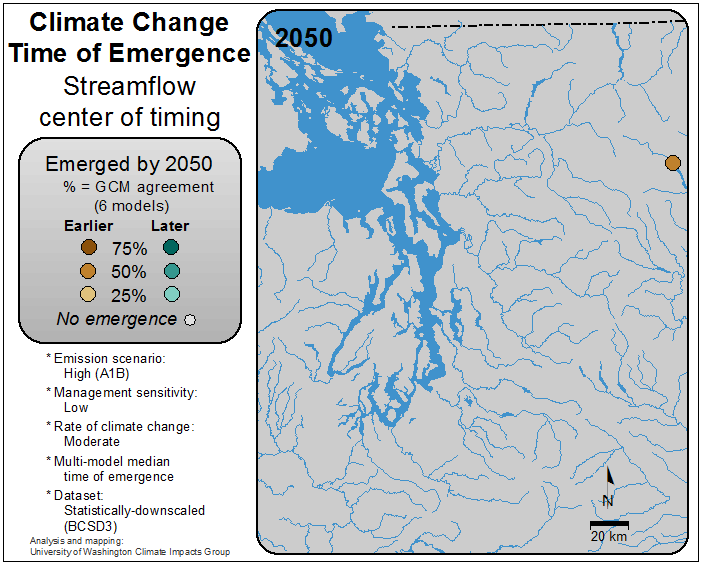 Climate Change
Time of Emergence
Streamflow
center of timing
Emerged by 2050
% = GCM agreement
(6 models)
Earlier Later
75%
50%
25%
No emergence
* Emission scenario:
High (A1B)
* Management sensitivity:
Low
* Rate of climate change:
Moderate
* Multi-model median
time of emergence
* Dataset:
Statistically-downscaled
(BCSD3)
Analysis and mapping:
University of Washington Climate Impacts Group
2050
N
20 km